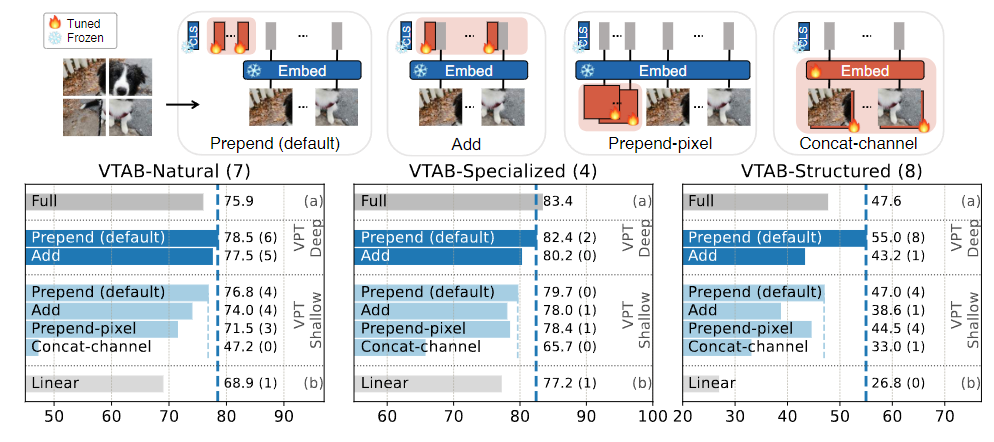 Tuned
Frozen
CLS
...
...
Embed
...
Prepend (default)
CLS
...
Embed
...
Add
CLS
...
Embed
...
Prepend-pixel
CLS
...
Embed
...
Concat-channel
VTAB-Natural (7)
Full 75.9 (a)
Prepend (default) 78.5 (6)
Add 77.5 (5)
VPT Deep
Prepend (default) 76.8 (4)
Add 74.0 (4)
Prepend-pixel 71.5 (3)
Concat-channel 47.2 (0)
VPT Shallow
Linear 68.9 (1) (b)
50 60 70 80 90
VTAB-Specialized (4)
Full 83.4 (a)
Prepend (default) 82.4 (2)
Add 80.2 (0)
VPT Deep
Prepend (default) 79.7 (0)
Add 78.0 (1)
Prepend-pixel 78.4 (1)
Concat-channel 65.7 (0)
VPT Shallow
Linear 77.2 (1) (b)
60 70 80 90 100
VTAB-Structured (8)
Full 47.6 (a)
Prepend (default) 55.0 (8)
Add 43.2 (1)
VPT Deep
Prepend (default) 47.0 (4)
Add 38.6 (1)
Prepend-pixel 44.5 (4)
Concat-channel 33.0 (1)
VPT Shallow
Linear 26.8 (0) (b)
20 30 40 50 60 70